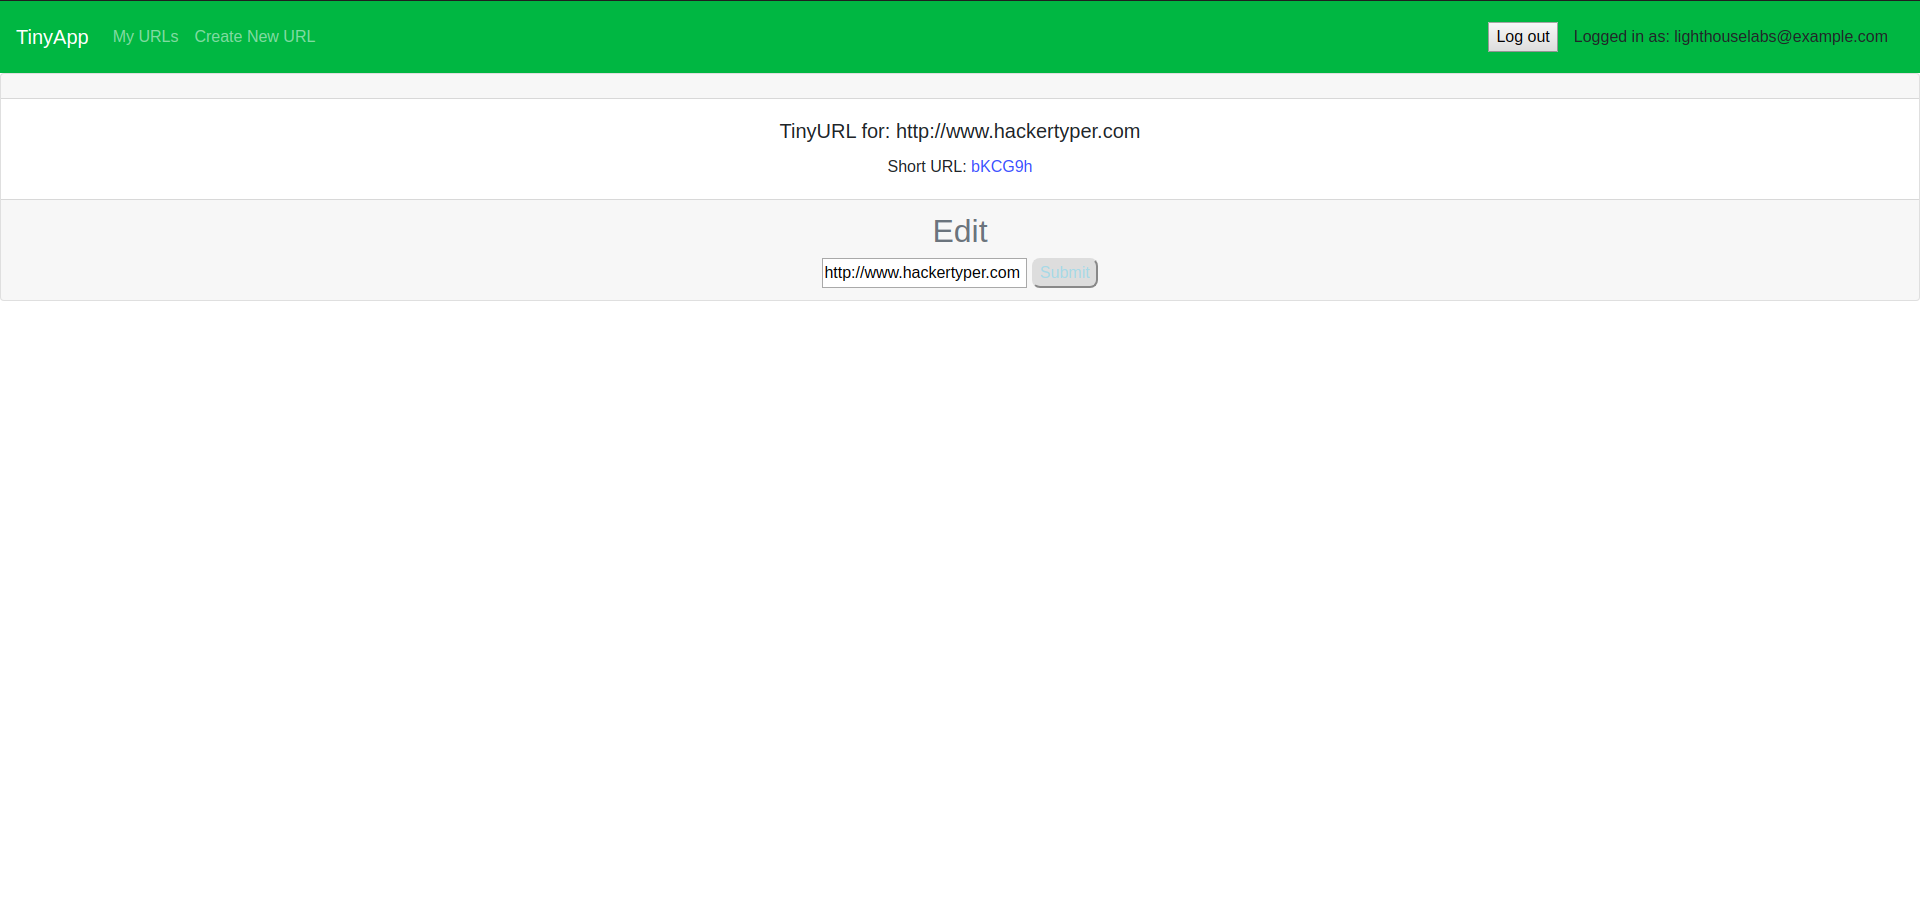 TinyApp My URLs Create New URL Log out Logged in as: lighthouselabs@example.com
TinyURL for: http://www.hackertyper.com
Short URL: bKCG9h
Edit
http://www.hackertyper.com Submit